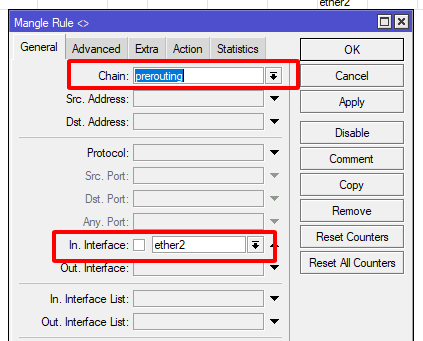 ether2
Mangle Rule <>
General Advanced Extra Action Statistics
Chain: prerouting
Src. Address:
Dst. Address:
Protocol:
Src. Port:
Dst. Port:
Any. Port:
In. Interface: ether2
Out. Interface:
In. Interface List:
Out. Interface List:
OK
Cancel
Apply
Disable
Comment
Copy
Remove
Reset Counters
Reset All Counters